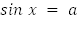 sin x = a